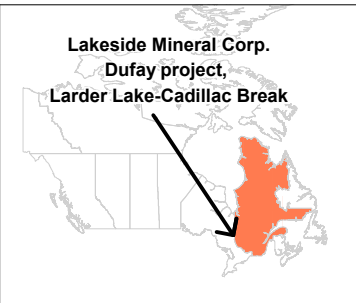 Lakeside Mineral Corp.
Dufay project,
Larder Lake-Cadillac Break